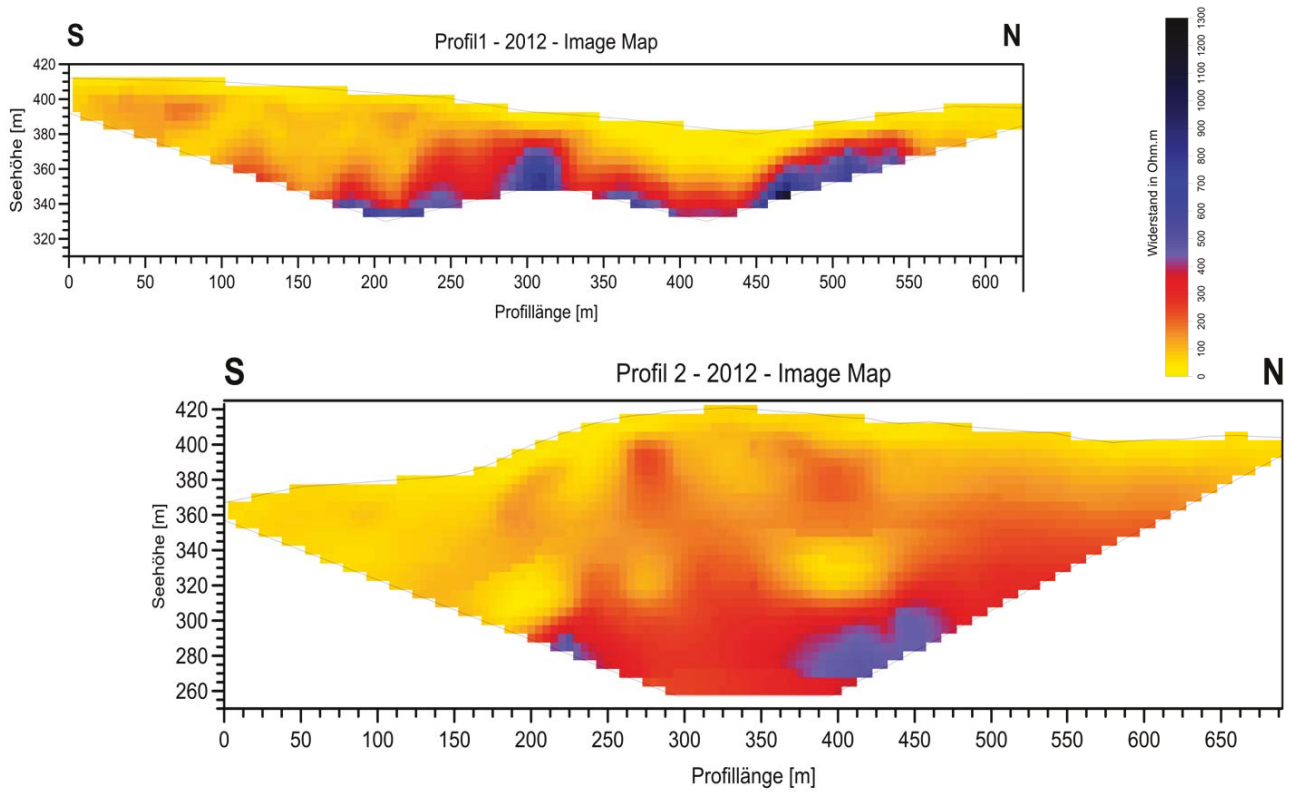 S
N
Profil1 - 2012 - Image Map
420
400
380
360
340
320
Seehöhe [m]
0 50 100 150 200 250 300 350 400 450 500 550 600
Profillänge [m]
Widerstand in Ohm.m
1300
1200
1100
1000
900
800
700
600
500
400
300
200
100
0
S
N
Profil 2 - 2012 - Image Map
420
400
380
360
340
320
300
280
260
Seehöhe [m]
0 50 100 150 200 250 300 350 400 450 500 550 600 650
Profillänge [m]